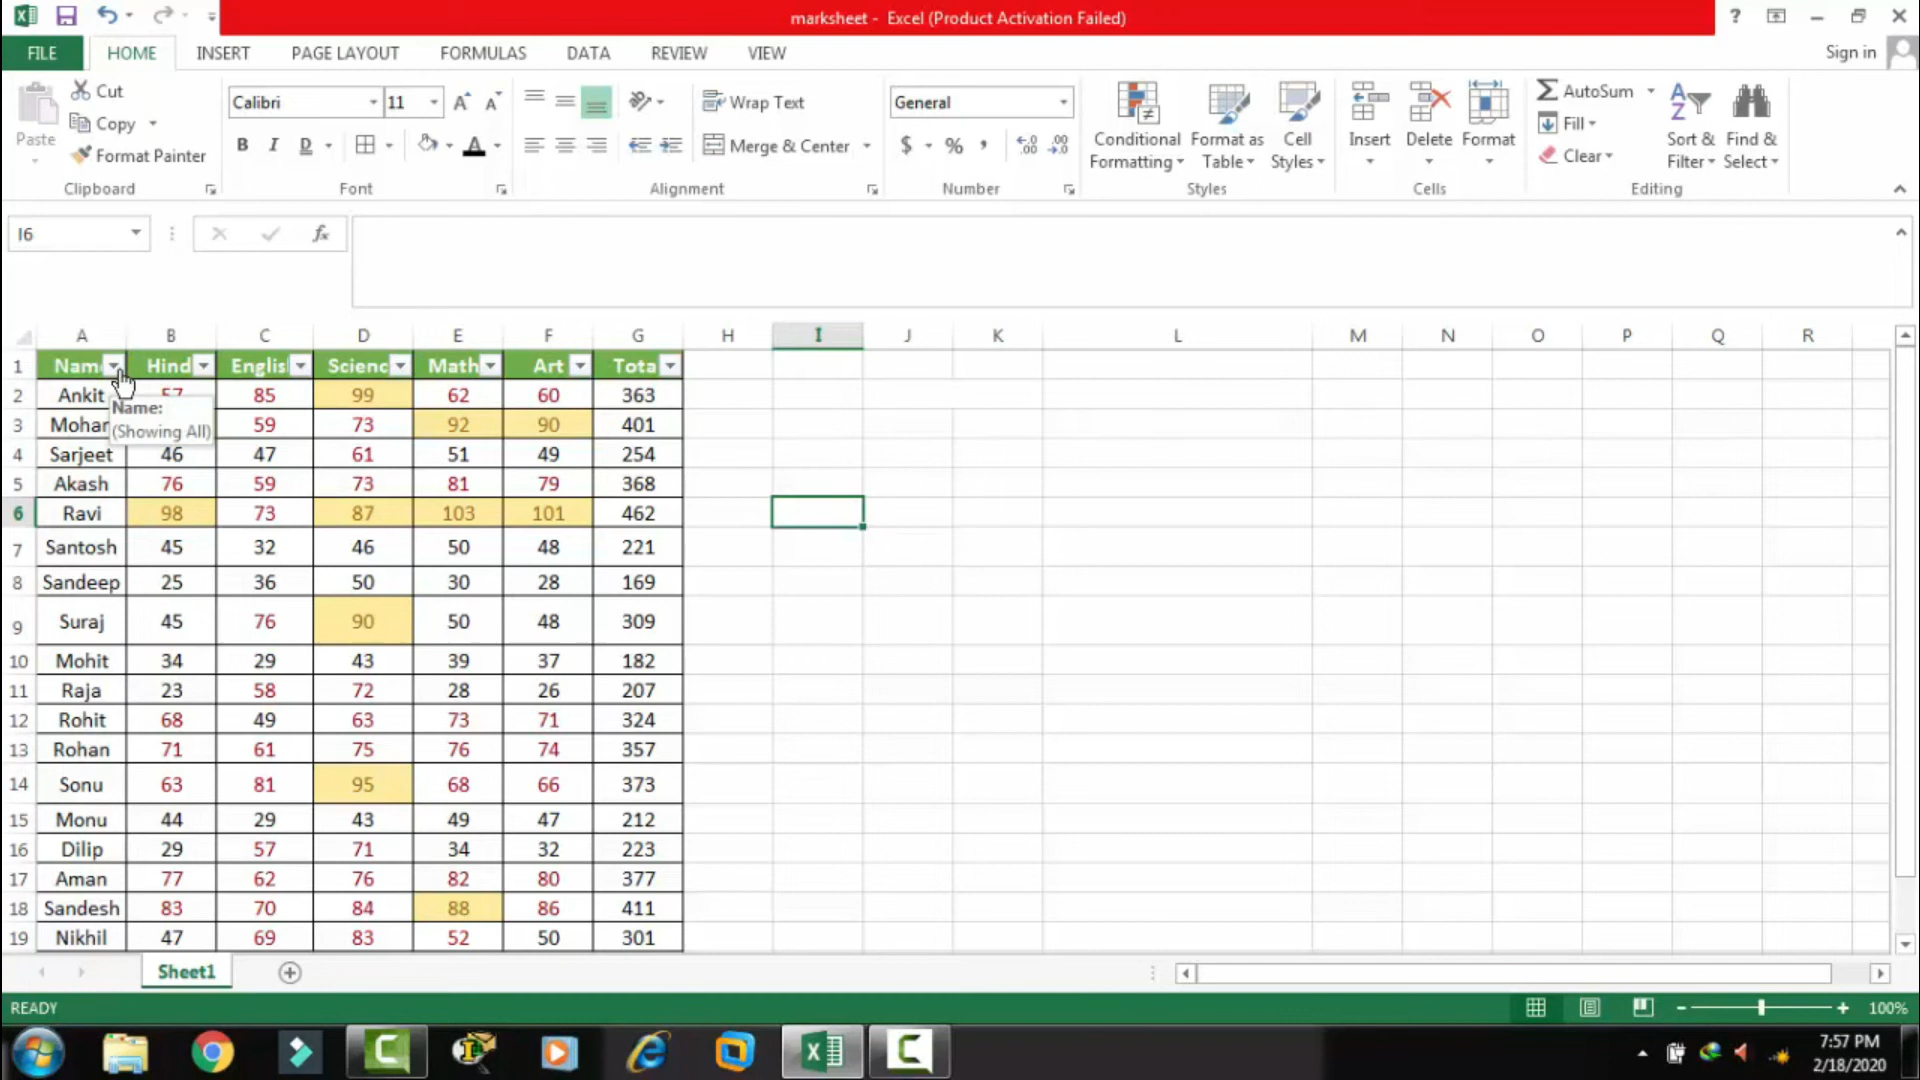 marksheet - Excel (Product Activation Failed)
?
FILE HOME INSERT PAGE LAYOUT FORMULAS DATA REVIEW VIEW Sign in
Paste
Cut
Copy
Format Painter
Clipboard
Calibri 11
B I D A
Font
Wrap Text
Merge & Center
Alignment
General
$ % ,
Number
Conditional Formatting
Format as Table
Cell Styles
Styles
Insert Delete Format
Cells
AutoSum
Fill
Clear
Sort & Filter
Find & Select
Editing
I6 fx
A B C D E F G H I J K L M N O P Q R
1 Nam Hind Englis Scienc Math Art Tota
2 Ankit 57 85 99 62 60 363
Name:
(Showing All)
3 Mohan 59 73 92 90 401
4 Sarjeet 46 47 61 51 49 254
5 Akash 76 59 73 81 79 368
6 Ravi 98 73 87 103 101 462
7 Santosh 45 32 46 50 48 221
8 Sandeep 25 36 50 30 28 169
9 Suraj 45 76 90 50 48 309
10 Mohit 34 29 43 39 37 182
11 Raja 23 58 72 28 26 207
12 Rohit 68 49 63 73 71 324
13 Rohan 71 61 75 76 74 357
14 Sonu 63 81 95 68 66 373
15 Monu 44 29 43 49 47 212
16 Dilip 29 57 71 34 32 223
17 Aman 77 62 76 82 80 377
18 Sandesh 83 70 84 88 86 411
19 Nikhil 47 69 83 52 50 301
Sheet1
READY 100%
7:57 PM
2/18/2020